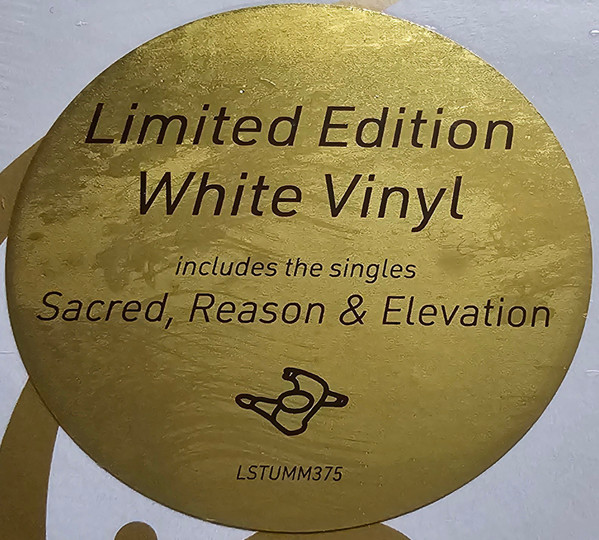 Limited Edition
White Vinyl
includes the singles
Sacred, Reason & Elevation
LSTUMM375